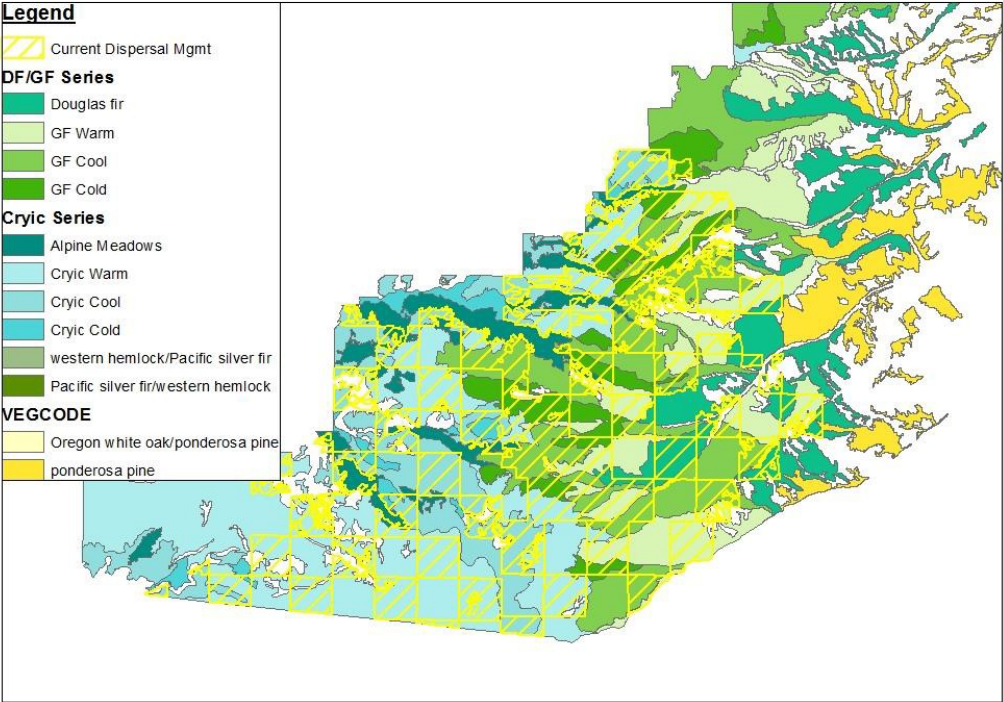 Legend
Current Dispersal Mgmt
DF/GF Series
Douglas fir
GF Warm
GF Cool
GF Cold
Cryic Series
Alpine Meadows
Cryic Warm
Cryic Cool
Cryic Cold
western hemlock/Pacific silver fir
Pacific silver fir/western hemlock
VEGCODE
Oregon white oak/ponderosa pine
ponderosa pine